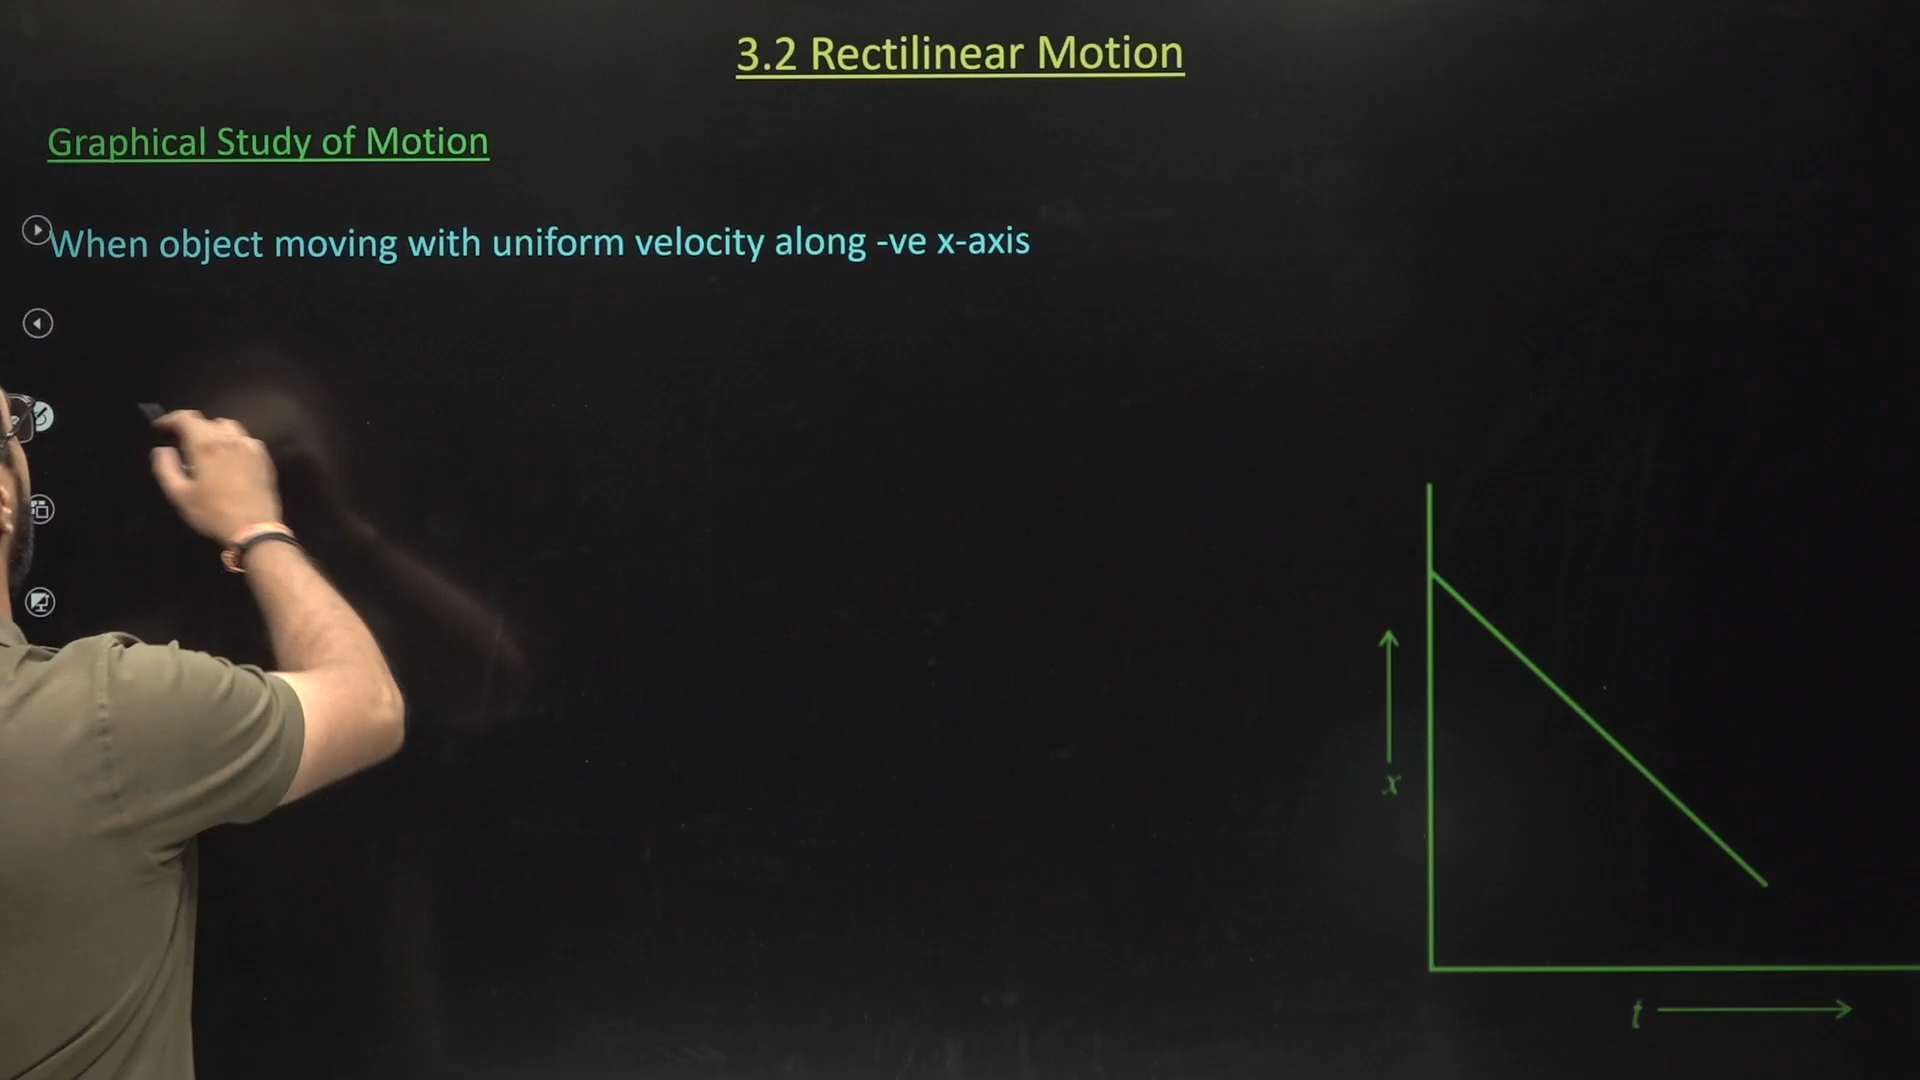 3.2 Rectilinear Motion
Graphical Study of Motion
When object moving with uniform velocity along -ve x-axis
x
t